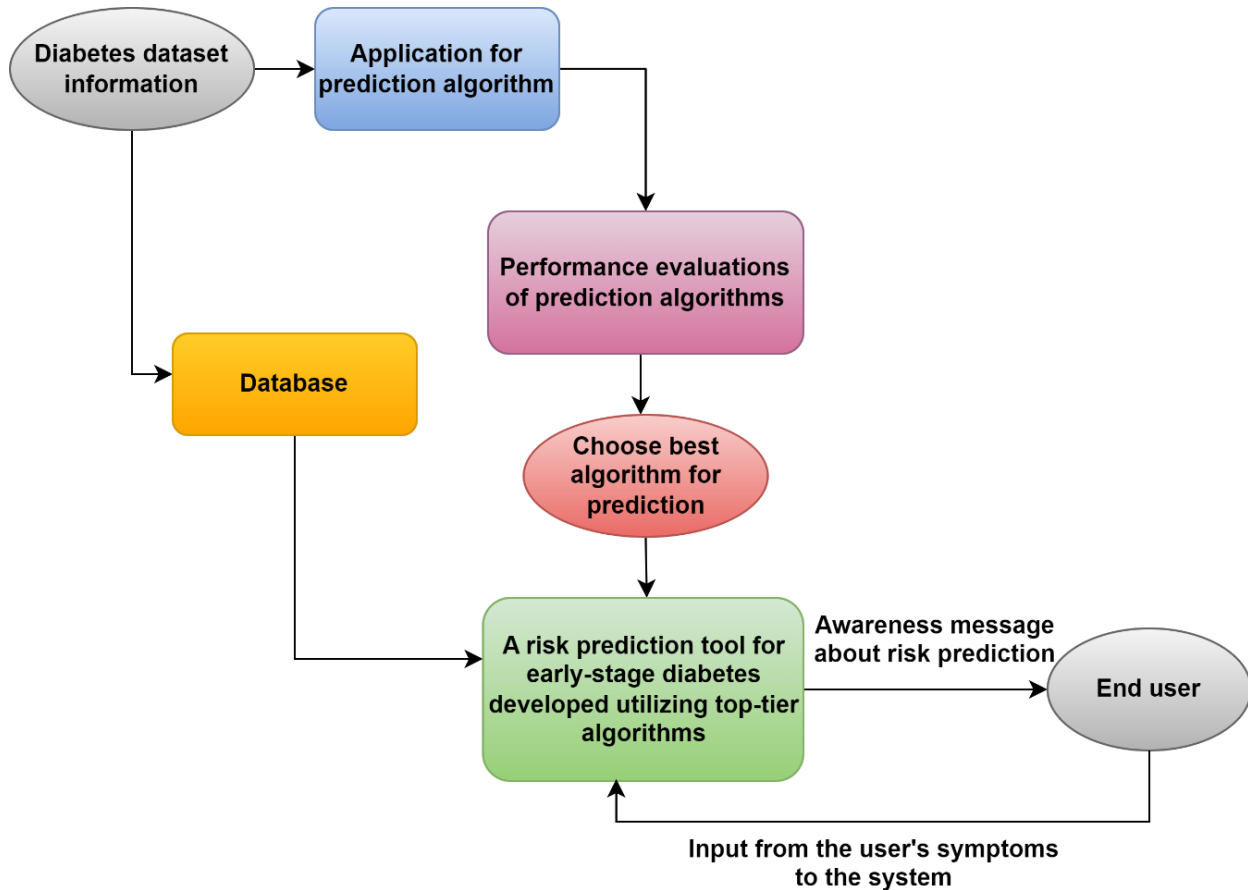 Diabetes dataset
information
Application for
prediction algorithm
Performance evaluations
of prediction algorithms
Database
Choose best
algorithm for
prediction
A risk prediction tool for
early-stage diabetes
developed utilizing top-tier
algorithms
Awareness message
about risk prediction
End user
Input from the user's symptoms
to the system